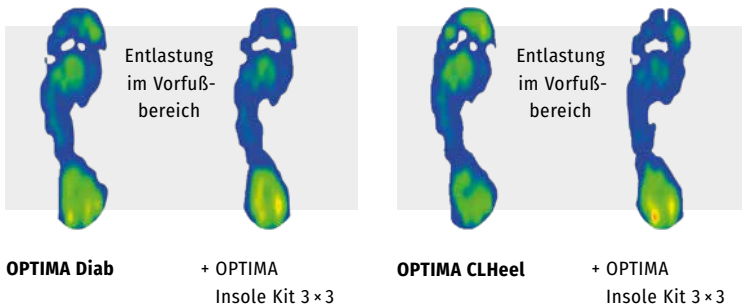 Entlastung
im Vorfuß-
bereich
Entlastung
im Vorfuß-
bereich
OPTIMA Diab
+ OPTIMA
Insole Kit 3 × 3
OPTIMA CLHeel
+ OPTIMA
Insole Kit 3 × 3